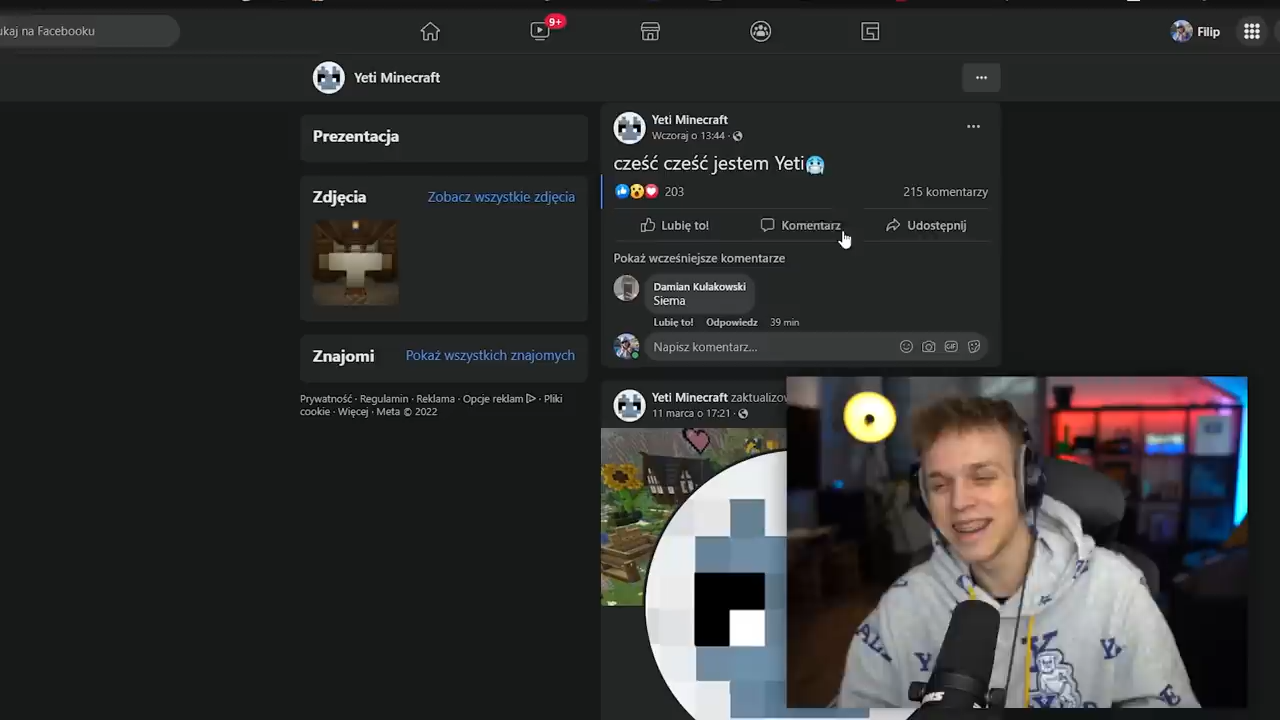 ukaj na Facebooku
9+
Filip
Yeti Minecraft
Prezentacja
Zdjęcia
Zobacz wszystkie zdjęcia
Znajomi
Pokaż wszystkich znajomych
Prywatność · Regulamin · Reklama · Opcje reklam · Pliki
cookie · Więcej · Meta © 2022
Yeti Minecraft
Wczoraj o 13:44 ·
cześć cześć jestem Yeti🥶
203
215 komentarzy
Lubię to!
Komentarz
Udostępnij
Pokaż wcześniejsze komentarze
Damian Kułakowski
Siema
Lubię to! Odpowiedz 39 min
Napisz komentarz...
GIF
Yeti Minecraft zaktualizow
11 marca o 17:21 ·